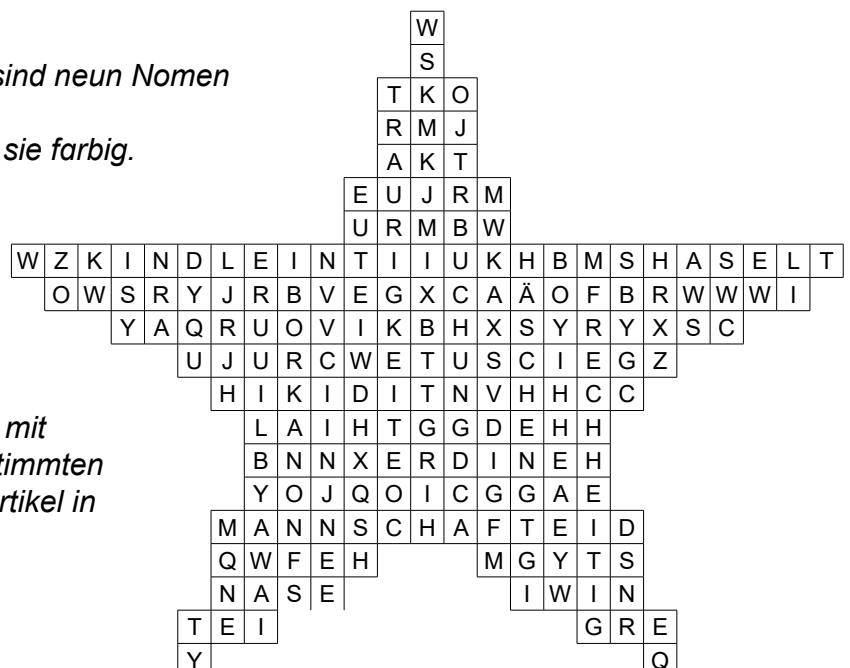 sind neun Nomen
sie farbig.
mit
timmten
rtikel in
W
S
T K O
R M J
A K T
E U J R M
U R M B W
W Z K I N D L E I N T I I U K H B M S H A S E L T
O W S R Y J R B V E G X C A Ä O F B R W W W I
Y A Q R U O V I K B H X S Y R Y X S C
U J U R C W E T U S C I E G Z
H I K I D I T N V H H C C
L A I H T G G D E H H
B N N X E R D I N E H
Y O J Q O I C G G A E
M A N N S C H A F T E I D
Q W F E H M G Y T S
N A S E I W I N
T E I G R E
Y Q